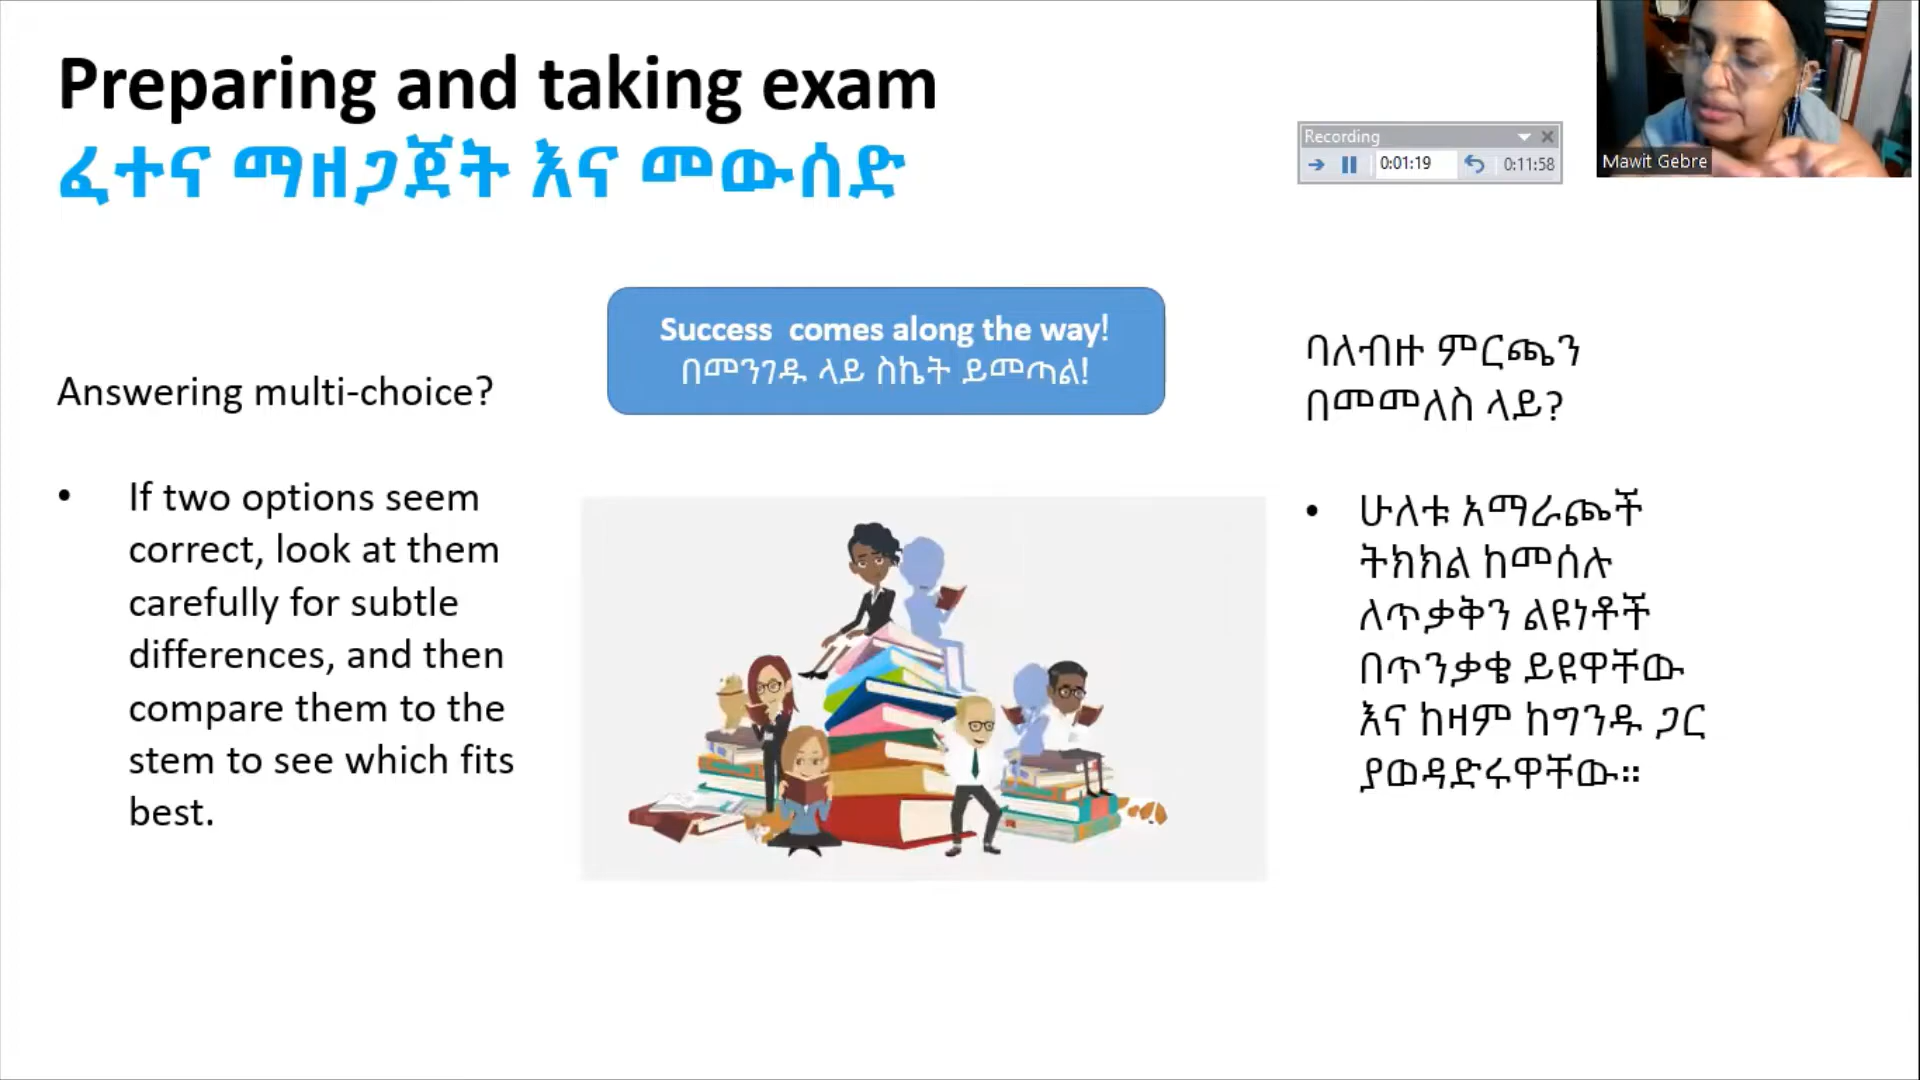 Preparing and taking exam
ፈተና ማዘጋጀት እና መውሰድ
Recording
0:01:19
0:11:58
Mawit Gebre
Success comes along the way!
በመንገዱ ላይ ስኬት ይመጣል!
Answering multi-choice?
• If two options seem
correct, look at them
carefully for subtle
differences, and then
compare them to the
stem to see which fits
best.
ባለብዙ ምርጫን
በመመለስ ላይ?
• ሁለቱ አማራጮች
ትክክል ከመሰሉ
ለጥቃቅን ልዩነቶች
በጥንቃቄ ይዩዋቸው
እና ከዛም ከግንዱ ጋር
ያወዳድሩዋቸው።